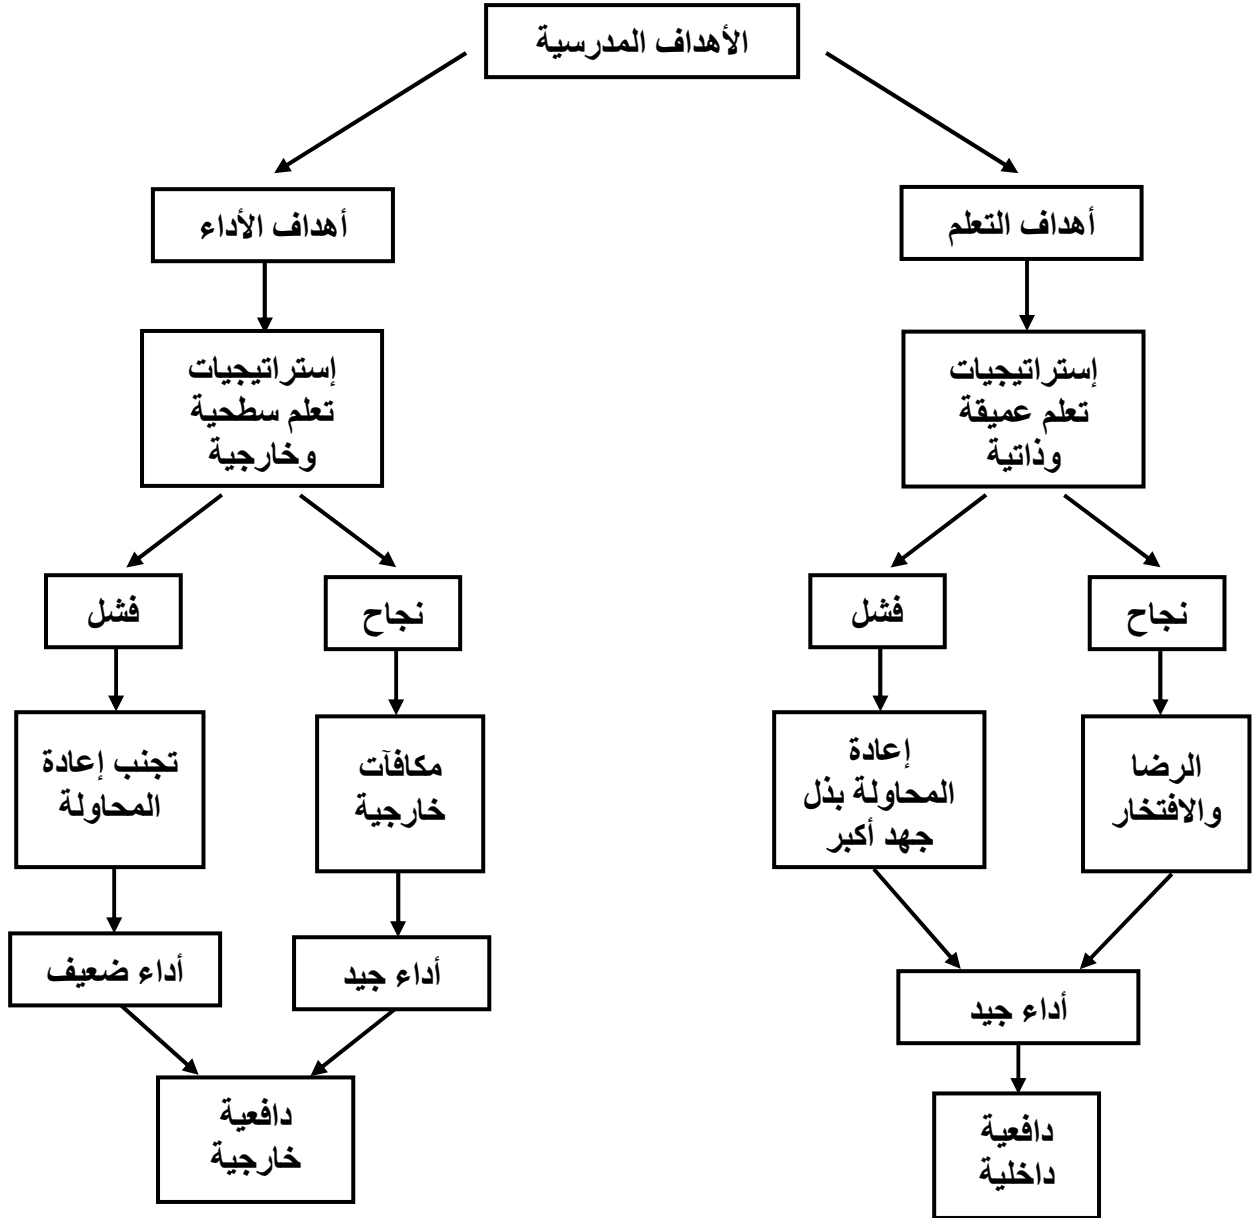 الأهداف المدرسية
أهداف التعلم
أهداف الأداء
إستراتيجيات
تعلم عميقة
وذاتية
إستراتيجيات
تعلم سطحية
وخارجية
نجاح
فشل
نجاح
فشل
الرضا
والافتخار
إعادة
المحاولة بذل
جهد أكبر
مكافآت
خارجية
تجنب إعادة
المحاولة
أداء جيد
أداء جيد
أداء ضعيف
دافعية
داخلية
دافعية
خارجية